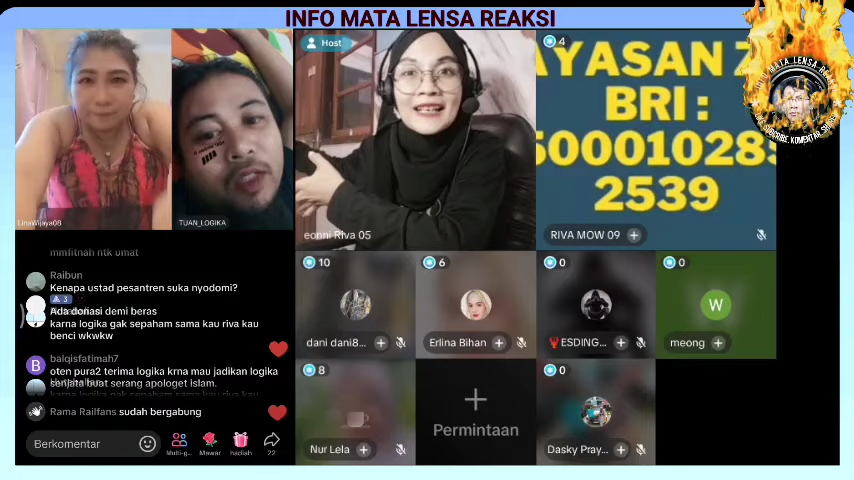 INFO MATA LENSA REAKSI
LinaWijaya08
TUAN_LOGIKA
Host
eonni Riva 05
4
AYASAN Z
BRI :
500010285
2539
RIVA MOW 09
mmfitnah ntk umat
Raibun
Kenapa ustad pesantren suka nyodomi?
3
Ada donasi demi beras
karna logika gak sepaham sama kau riva kau
benci wkwkw
balqisfatimah7
oten pura2 terima logika krna mau jadikan logika
senjata buat serang apologet islam.
Rama Railfans sudah bergabung
Berkomentar
Multi-g...
Mawar
hadiah
22
10
dani dani8...
6
Erlina Bihan
0
ESDING...
0
W
meong
8
Nur Lela
Permintaan
0
Dasky Pray...